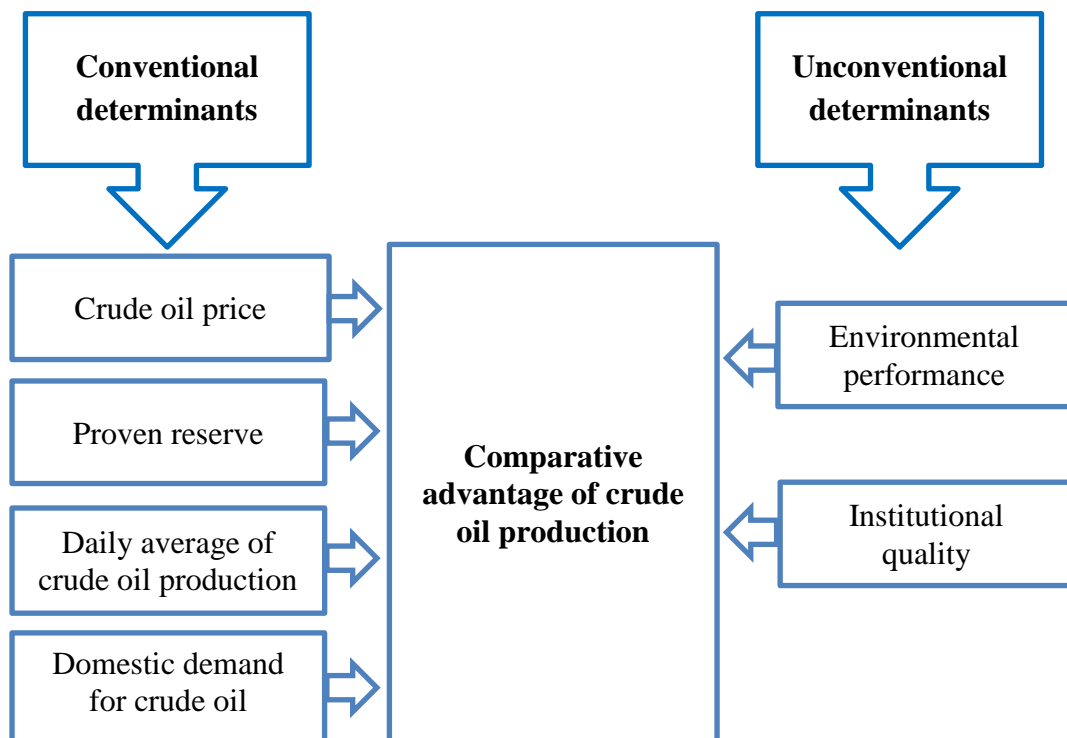 Conventional
determinants
Unconventional
determinants
Crude oil price
Proven reserve
Daily average of
crude oil production
Domestic demand
for crude oil
Comparative
advantage of crude
oil production
Environmental
performance
Institutional
quality